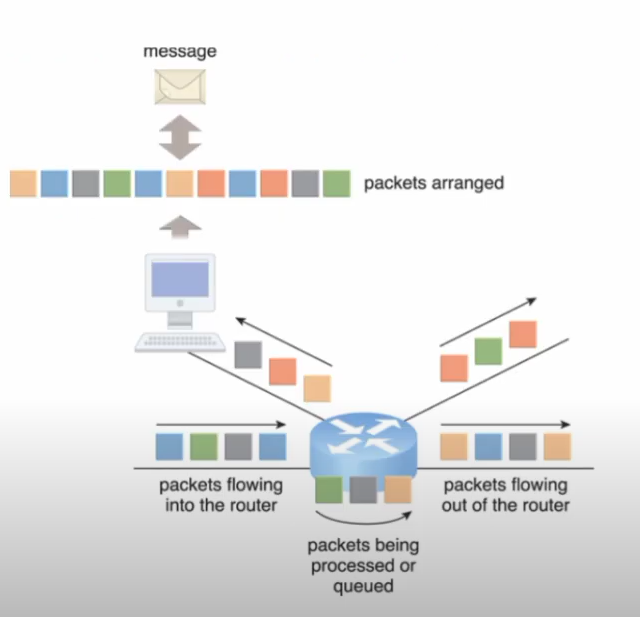 message
packets arranged
packets flowing
into the router
packets flowing
out of the router
packets being
processed or
queued